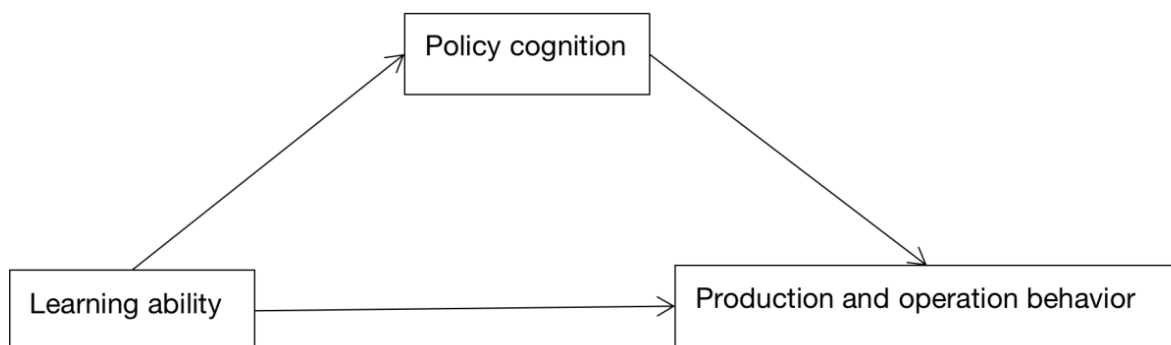 Policy cognition
Learning ability
Production and operation behavior